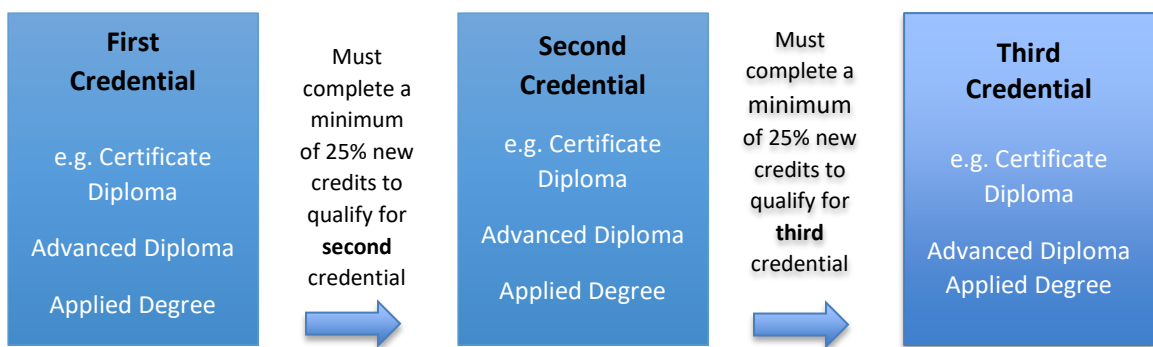 First
Credential
e.g. Certificate
Diploma
Advanced Diploma
Applied Degree
Must
complete a
minimum
of 25% new
credits to
qualify for
second
credential
Second
Credential
e.g. Certificate
Diploma
Advanced Diploma
Applied Degree
Must
complete a
minimum
of 25% new
credits to
qualify for
third
credential
Third
Credential
e.g. Certificate
Diploma
Advanced Diploma
Applied Degree